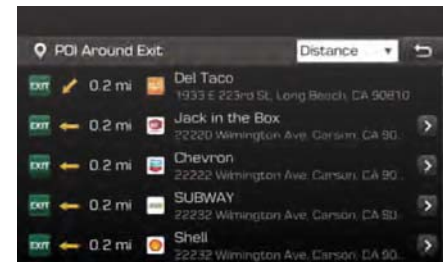 POI Around Exit
Distance
EXIT 0.2 mi Del Taco
1933 E 223rd St, Long Beach, CA 90810
EXIT 0.2 mi Jack in the Box
22220 Wilmington Ave, Carson, CA 90..
EXIT 0.2 mi Chevron
22222 Wilmington Ave, Carson, CA 90..
EXIT 0.2 mi SUBWAY
22232 Wilmington Ave, Carson, CA 90..
EXIT 0.2 mi Shell
22232 Wilmington Ave, Carson, CA 90..